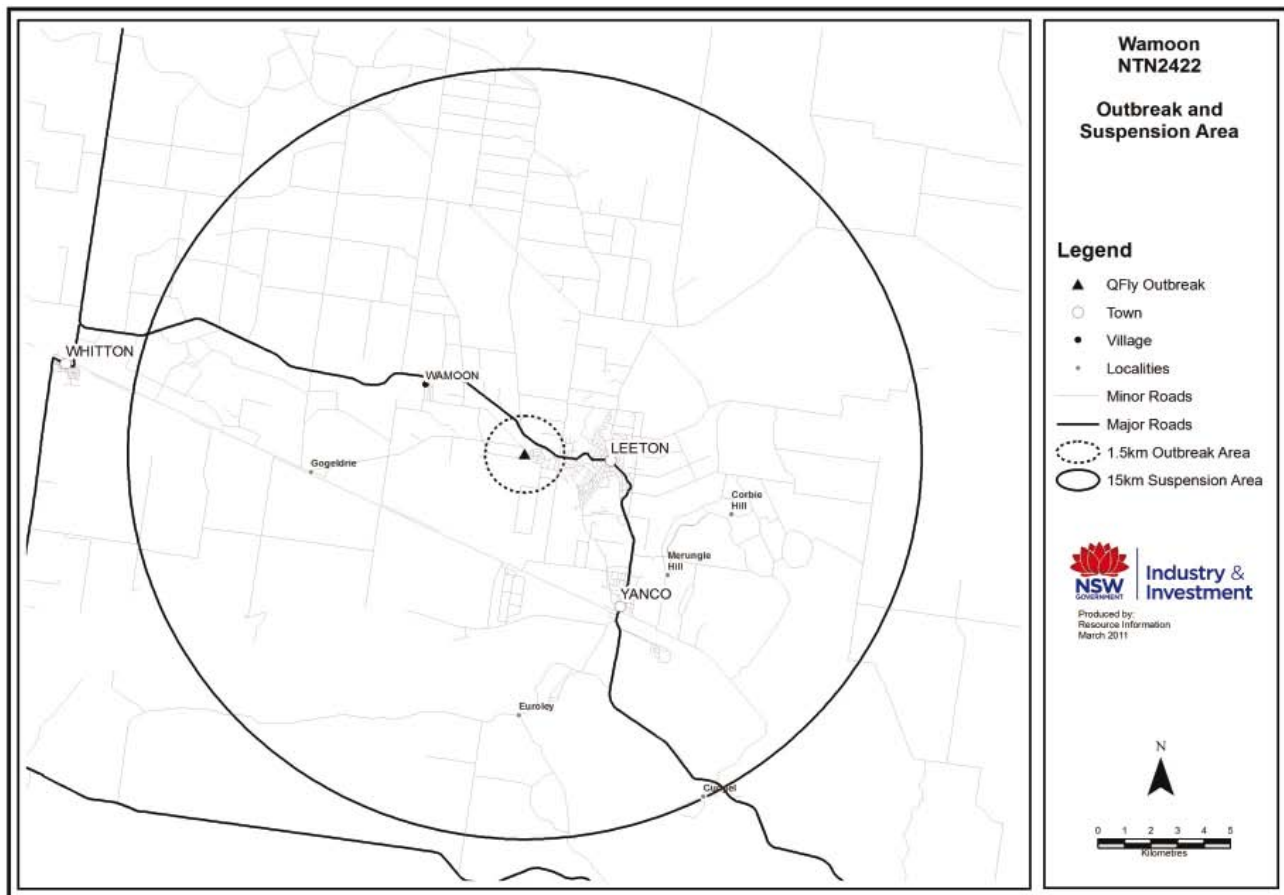 Wamoon
NTN2422
Outbreak and
Suspension Area
Legend
QFly Outbreak
Town
Village
Localities
Minor Roads
Major Roads
1.5km Outbreak Area
15km Suspension Area
NSW
GOVERNMENT
Industry &
Investment
Produced by:
Resource Information
March 2011
N
0 1 2 3 4 5
Kilometres
WHITTON
WAMOON
LEETON
Gogeldrie
Corbie
Hill
Merungle
Hill
YANCO
Euroley